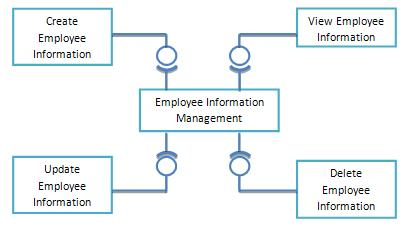 Create
Employee
Information
View Employee
Information
Employee Information
Management
Update
Employee
Information
Delete
Employee
Information